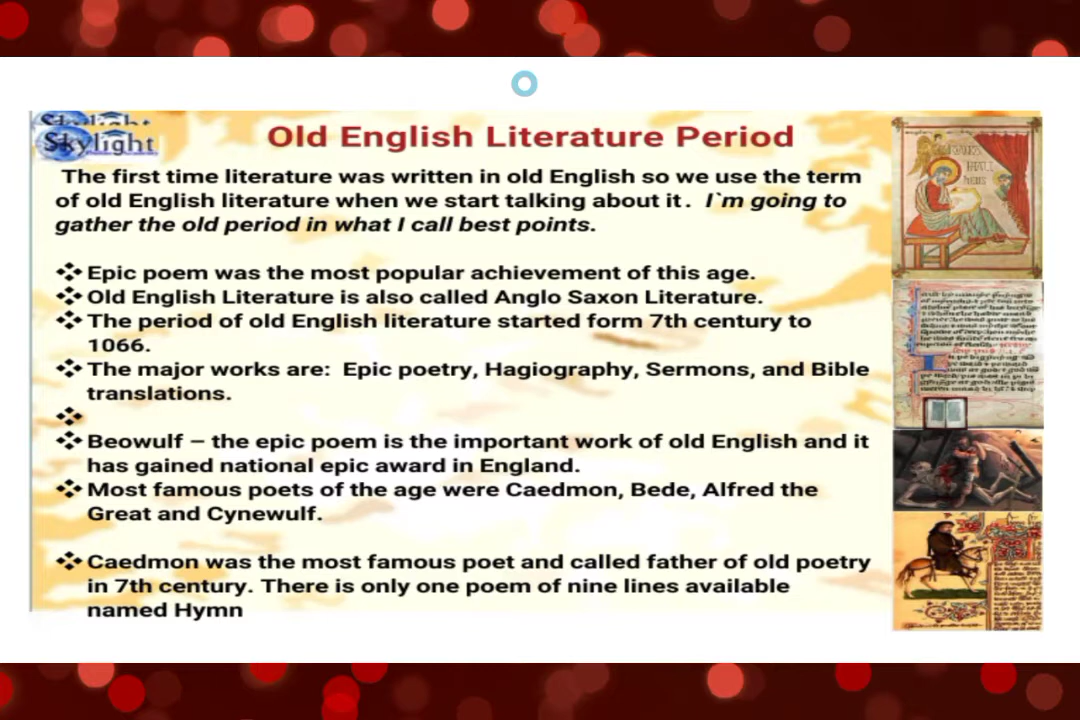 Skylight
Old English Literature Period
The first time literature was written in old English so we use the term
of old English literature when we start talking about it . I`m going to
gather the old period in what I call best points.
Epic poem was the most popular achievement of this age.
Old English Literature is also called Anglo Saxon Literature.
The period of old English literature started form 7th century to
1066.
The major works are: Epic poetry, Hagiography, Sermons, and Bible
translations.
Beowulf – the epic poem is the important work of old English and it
has gained national epic award in England.
Most famous poets of the age were Caedmon, Bede, Alfred the
Great and Cynewulf.
Caedmon was the most famous poet and called father of old poetry
in 7th century. There is only one poem of nine lines available
named Hymn